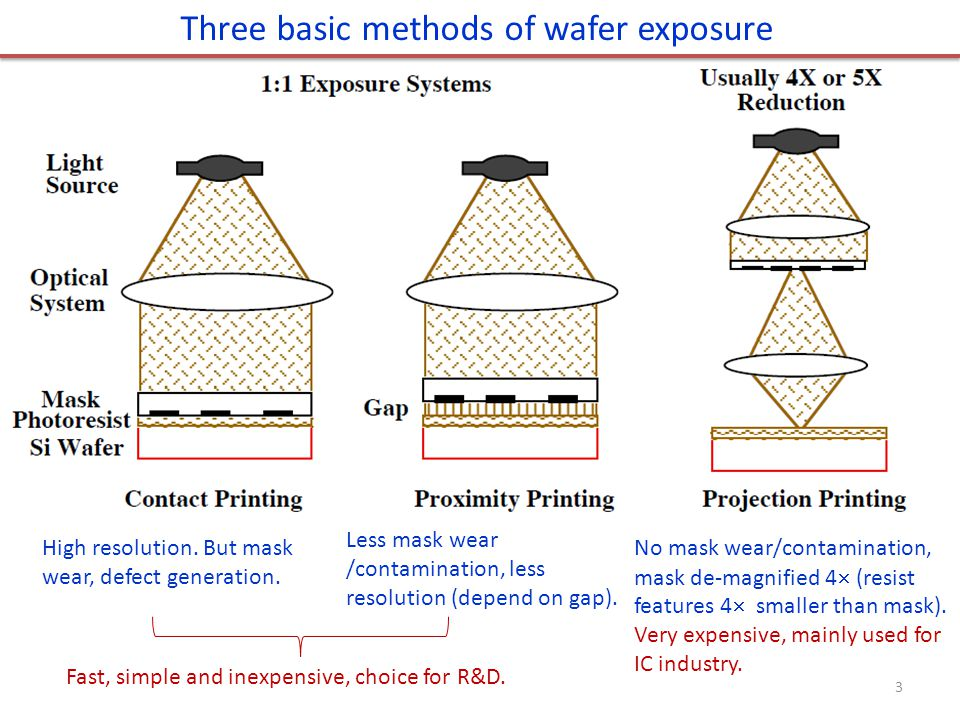 Three basic methods of wafer exposure
1:1 Exposure Systems
Usually 4X or 5X
Reduction
Light
Source
Optical
System
Mask
Photoresist
Si Wafer
Gap
Contact Printing
Proximity Printing
Projection Printing
High resolution. But mask
wear, defect generation.
Less mask wear
/contamination, less
resolution (depend on gap).
No mask wear/contamination,
mask de-magnified 4× (resist
features 4× smaller than mask).
Very expensive, mainly used for
IC industry.
Fast, simple and inexpensive, choice for R&D.
3